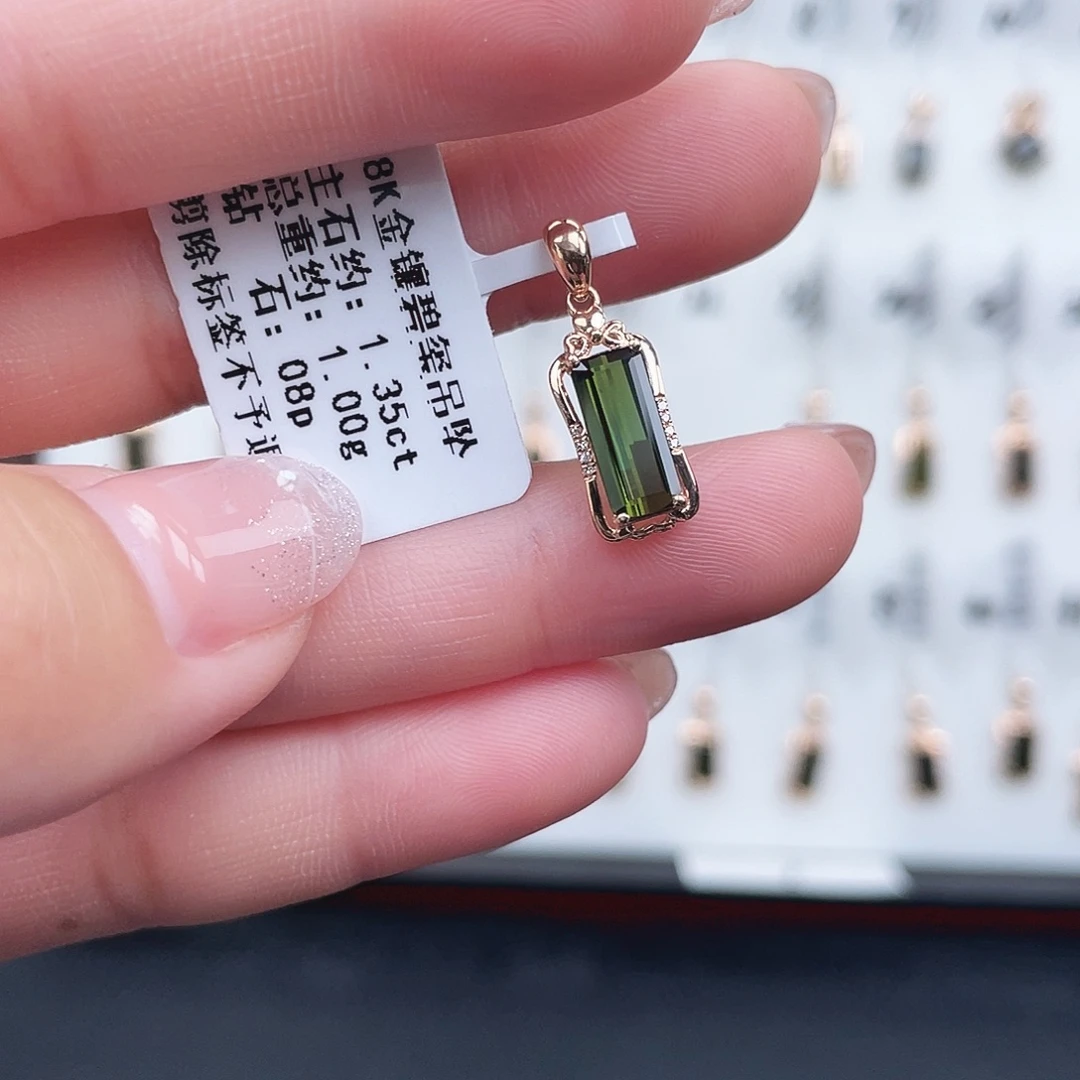 8K金镶碧玺吊坠
主石约: 1.35ct
总重约: 1.00g
钻 石: 08p
剪除标签不予退